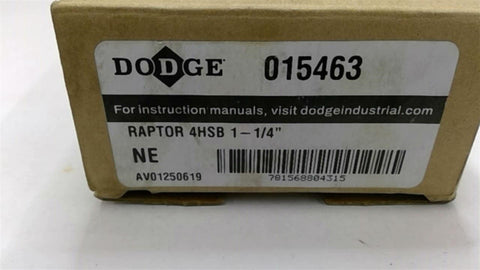 DODGE 015463
For instruction manuals, visit dodgeindustrial.com.
RAPTOR 4HSB 1-1/4"
NE
AV01250619 781568804315